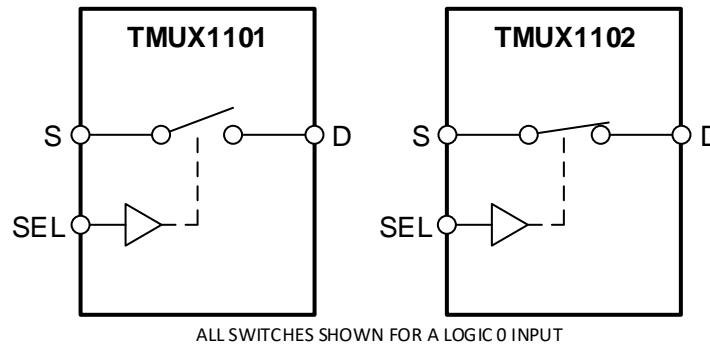 TMUX1101
TMUX1102
S
D
S
D
SEL
SEL
ALL SWITCHES SHOWN FOR A LOGIC 0 INPUT